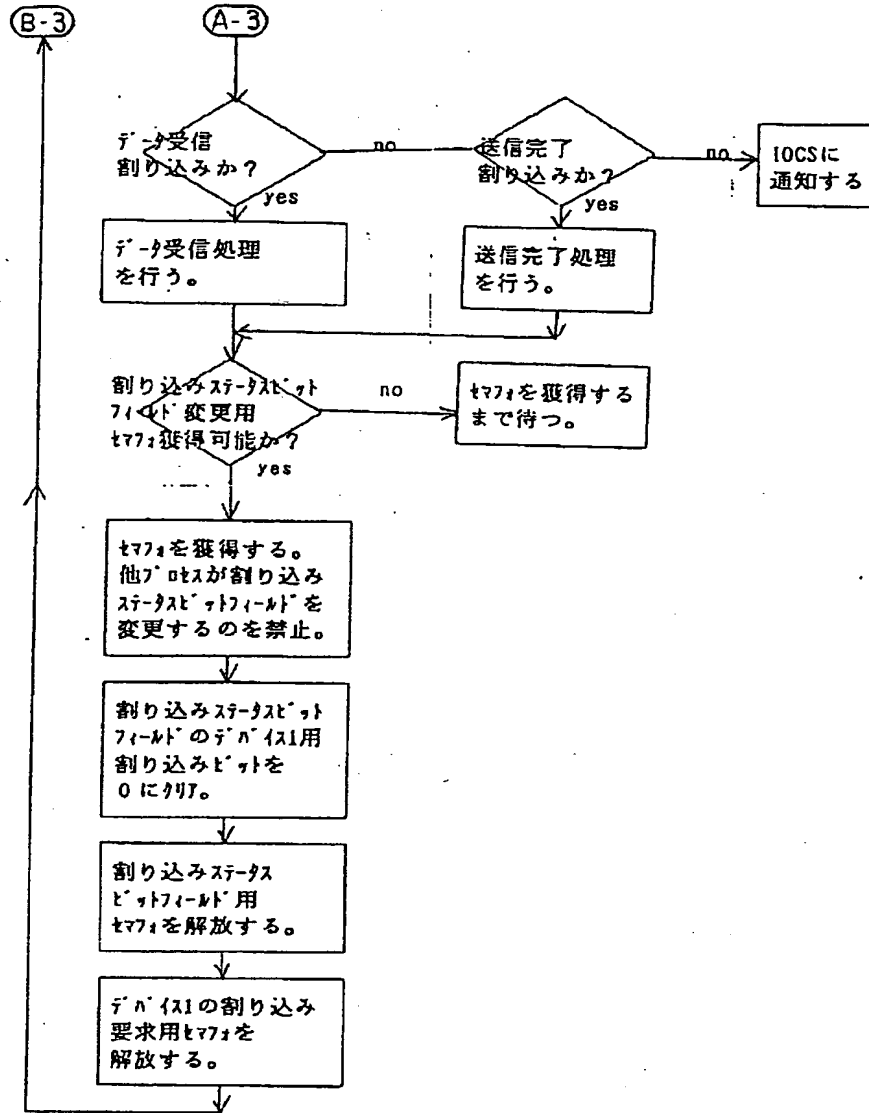 B-3
A-3
データ受信
割り込みか？
no
yes
送信完了
割り込みか？
no
yes
IOCSに
通知する
データ受信処理
を行う。
送信完了処理
を行う。
割り込みステータスビット
フィールド変更用
セマフォ獲得可能か？
no
yes
セマフォを獲得する
まで待つ。
セマフォを獲得する。
他プロセスが割り込み
ステータスビットフィールドを
変更するのを禁止。
割り込みステータスビット
フィールドのデバイス1用
割り込みビットを
0にクリア。
割り込みステータス
ビットフィールド用
セマフォを解放する。
デバイス1の割り込み
要求用セマフォを
解放する。